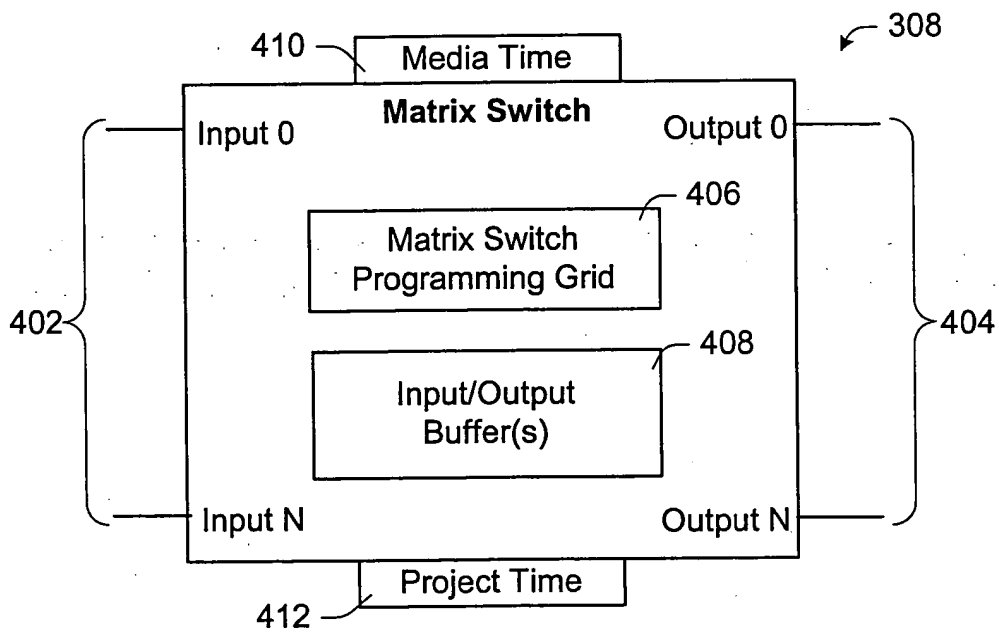 308
410
Media Time
Matrix Switch
Input 0
Output 0
406
Matrix Switch
Programming Grid
402
404
408
Input/Output
Buffer(s)
Input N
Output N
Project Time
412